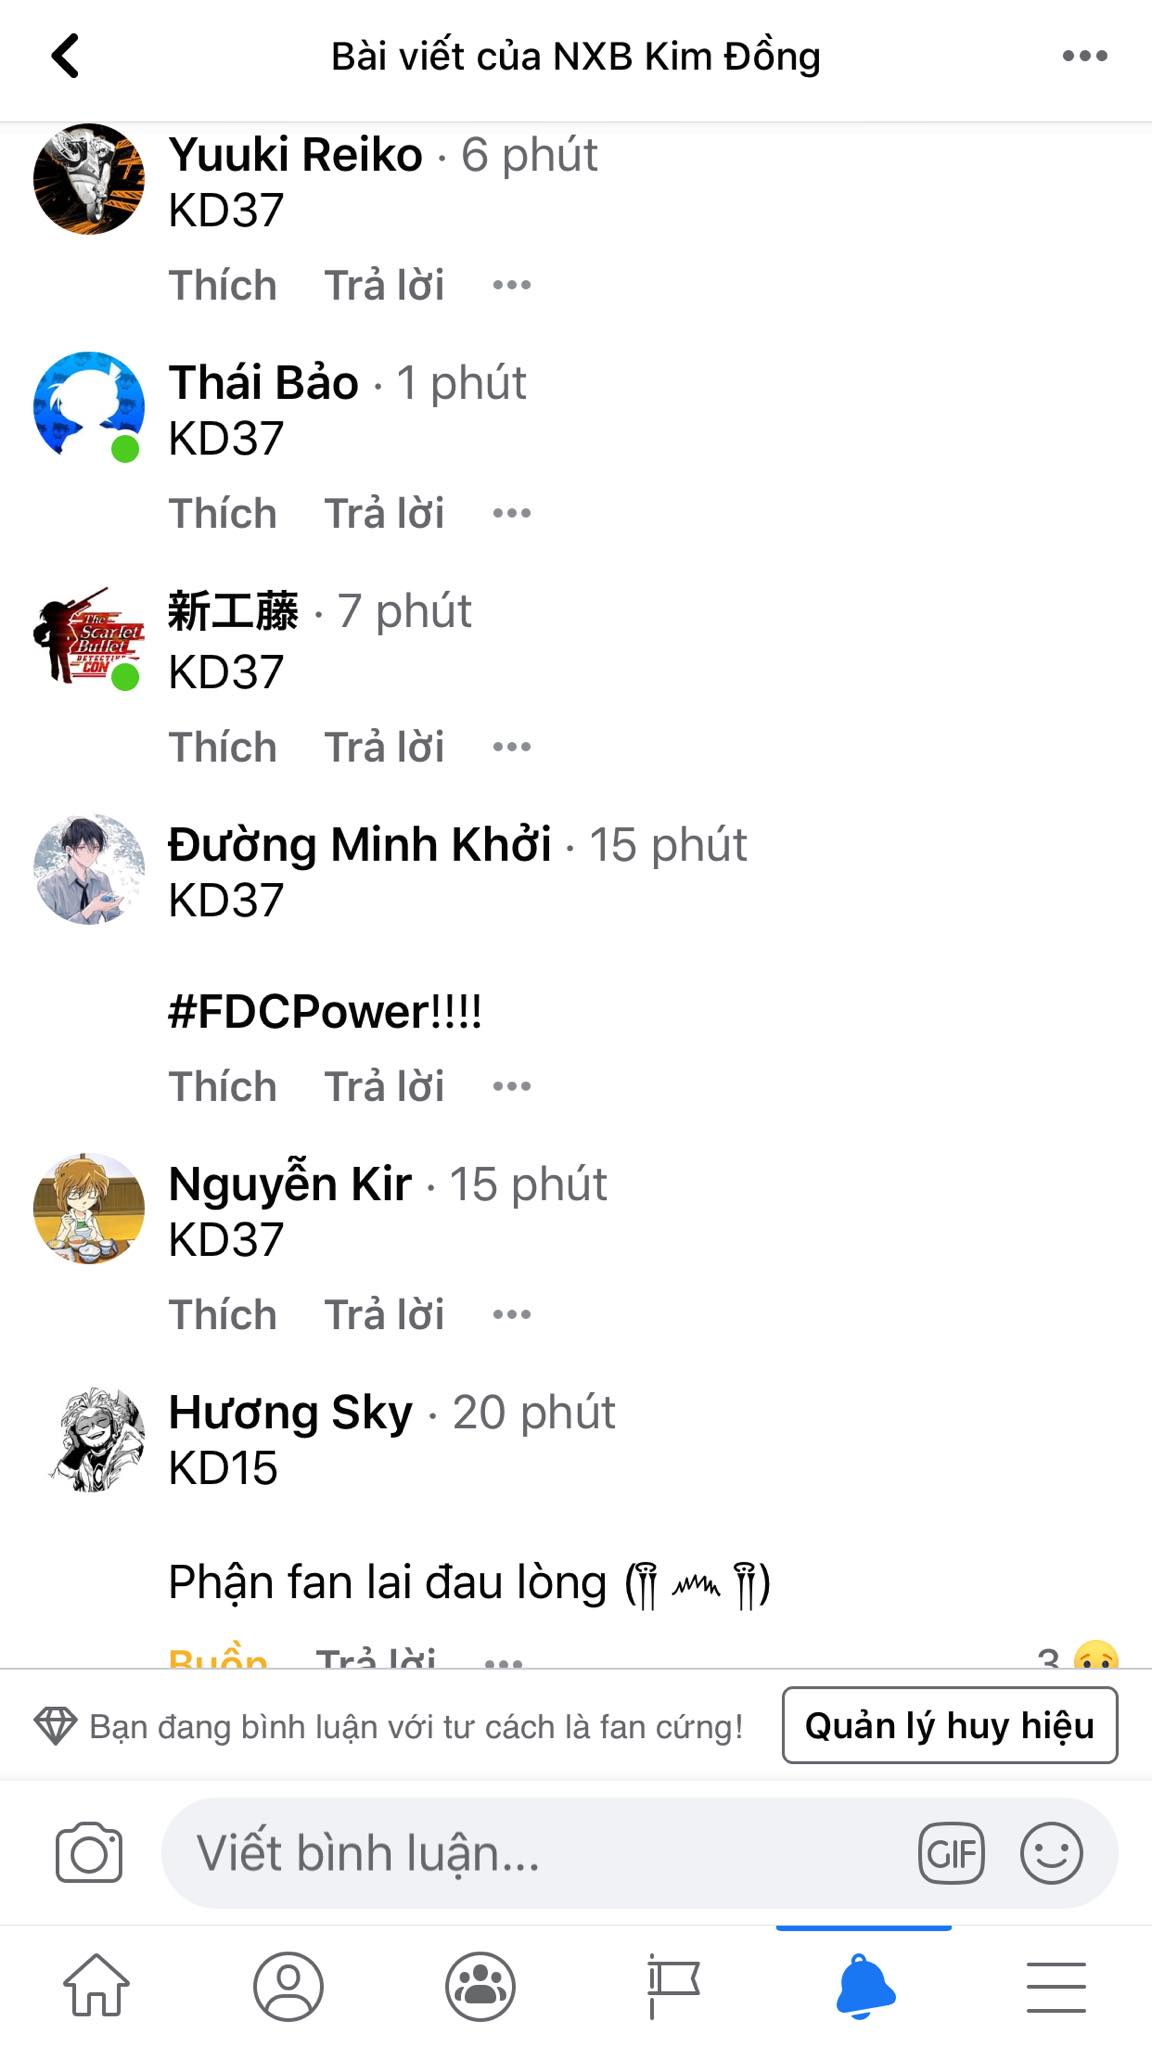 Bài viết của NXB Kim Đồng
Yuuki Reiko · 6 phút
KD37
Thích Trả lời
Thái Bảo · 1 phút
KD37
Thích Trả lời
新工藤 · 7 phút
The
Scarlet
Bullet
DETECTIVE
CON
KD37
Thích Trả lời
Đường Minh Khởi · 15 phút
KD37
#FDCPower!!!!
Thích Trả lời
Nguyễn Kir · 15 phút
KD37
Thích Trả lời
Hương Sky · 20 phút
KD15
Phận fan lai đau lòng (༎ຶ ෴ ༎ຶ)
Buồn Trả lời 3
Bạn đang bình luận với tư cách là fan cứng! Quản lý huy hiệu
Viết bình luận... GIF